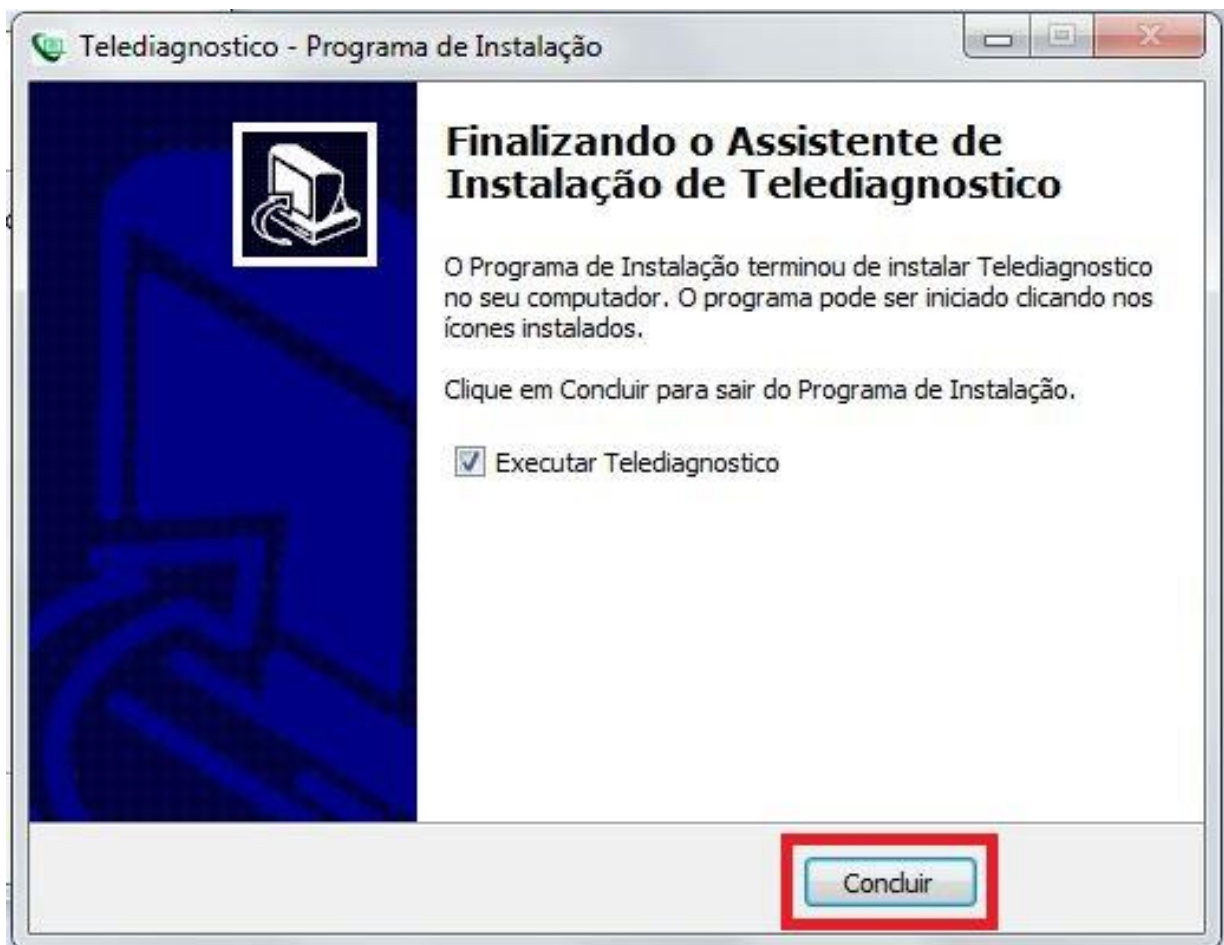 Telediagnostico - Programa de Instalação
Finalizando o Assistente de
Instalação de Telediagnostico
O Programa de Instalação terminou de instalar Telediagnostico
no seu computador. O programa pode ser iniciado clicando nos
ícones instalados.
Clique em Concluir para sair do Programa de Instalação.
Executar Telediagnostico
Concluir